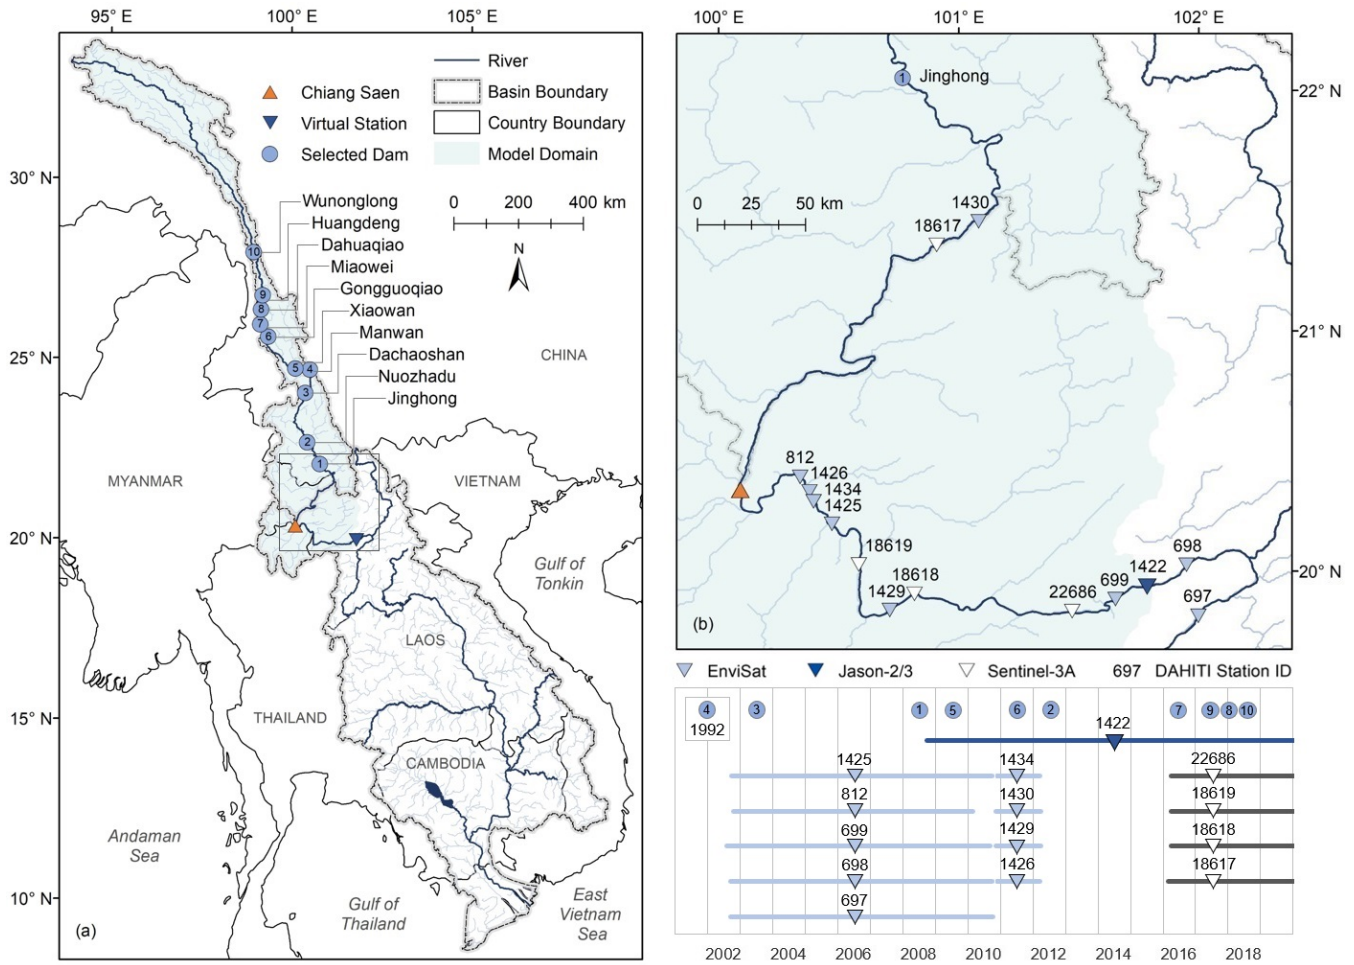 95° E
100° E
105° E
30° N
25° N
20° N
15° N
10° N
Chiang Saen
Virtual Station
Selected Dam
River
Basin Boundary
Country Boundary
Model Domain
0 200 400 km
N
Wunonglong
Huangdeng
Dahuaqiao
Miaowei
Gongguoqiao
Xiaowan
Manwan
Dachaoshan
Nuozhadu
Jinghong
10
9
8
7
6
5
4
3
2
1
CHINA
MYANMAR
VIETNAM
Gulf of
Tonkin
LAOS
THAILAND
CAMBODIA
Andaman
Sea
Gulf of
Thailand
East
Vietnam
Sea
(a)
100° E
101° E
102° E
22° N
21° N
20° N
1 Jinghong
0 25 50 km
1430
18617
812
1426
1434
1425
18619
18618
1429
22686
699
1422
698
697
(b)
EnviSat
Jason-2/3
Sentinel-3A
697 DAHITI Station ID
4 3 1 5 6 2 7 9 8 10
1992
1422
1425 1434 22686
812 1430 18619
699 1429 18618
698 1426 18617
697
2002 2004 2006 2008 2010 2012 2014 2016 2018